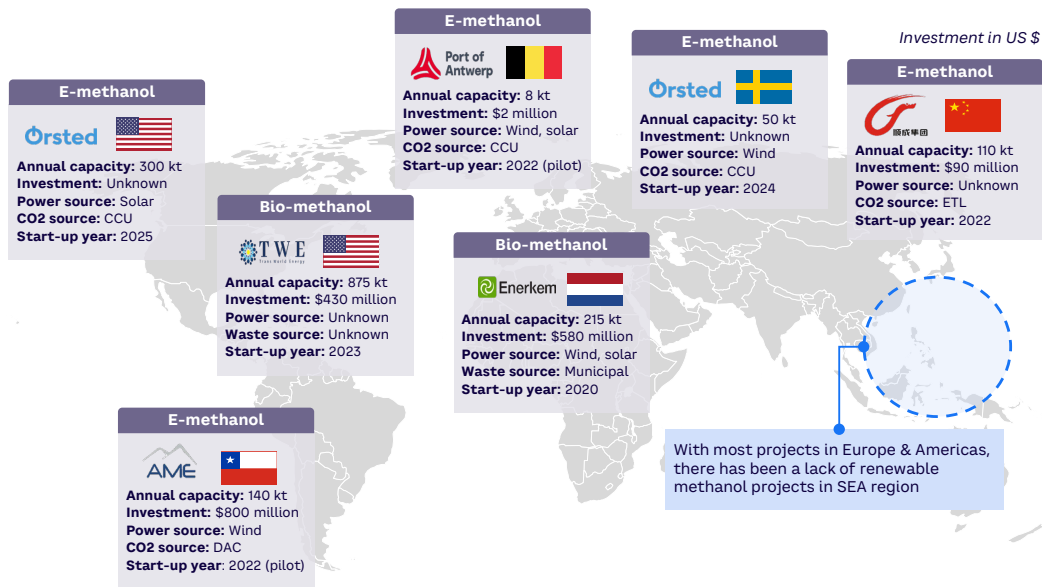 Investment in US $
E-methanol
Ørsted
Annual capacity: 300 kt
Investment: Unknown
Power source: Solar
CO2 source: CCU
Start-up year: 2025
E-methanol
Port of
Antwerp
Annual capacity: 8 kt
Investment: $2 million
Power source: Wind, solar
CO2 source: CCU
Start-up year: 2022 (pilot)
E-methanol
Ørsted
Annual capacity: 50 kt
Investment: Unknown
Power source: Wind
CO2 source: CCU
Start-up year: 2024
E-methanol
顺成集团
Annual capacity: 110 kt
Investment: $90 million
Power source: Unknown
CO2 source: ETL
Start-up year: 2022
Bio-methanol
TWE
Trans World Energy
Annual capacity: 875 kt
Investment: $430 million
Power source: Unknown
Waste source: Unknown
Start-up year: 2023
Bio-methanol
Enerkem
Annual capacity: 215 kt
Investment: $580 million
Power source: Wind, solar
Waste source: Municipal
Start-up year: 2020
E-methanol
AME
Annual capacity: 140 kt
Investment: $800 million
Power source: Wind
CO2 source: DAC
Start-up year: 2022 (pilot)
With most projects in Europe & Americas,
there has been a lack of renewable
methanol projects in SEA region